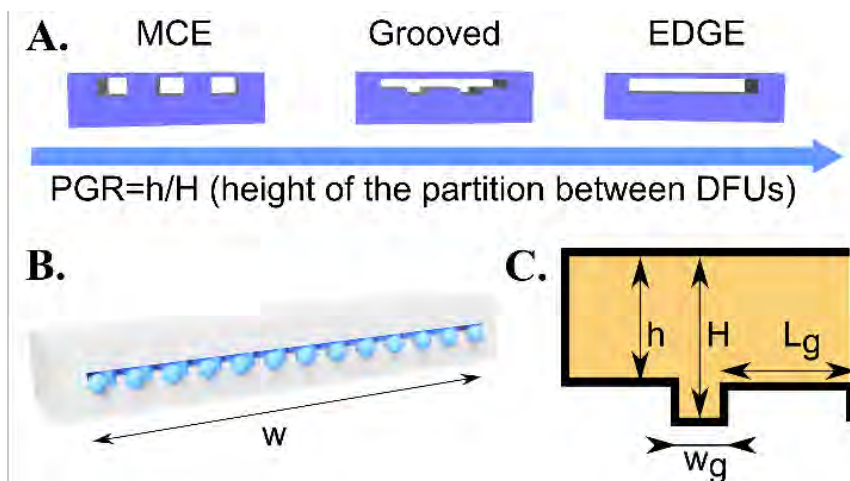 A.
MCE Grooved EDGE
PGR=h/H (height of the partition between DFUs)
B.
w
C.
h H Lg
wg